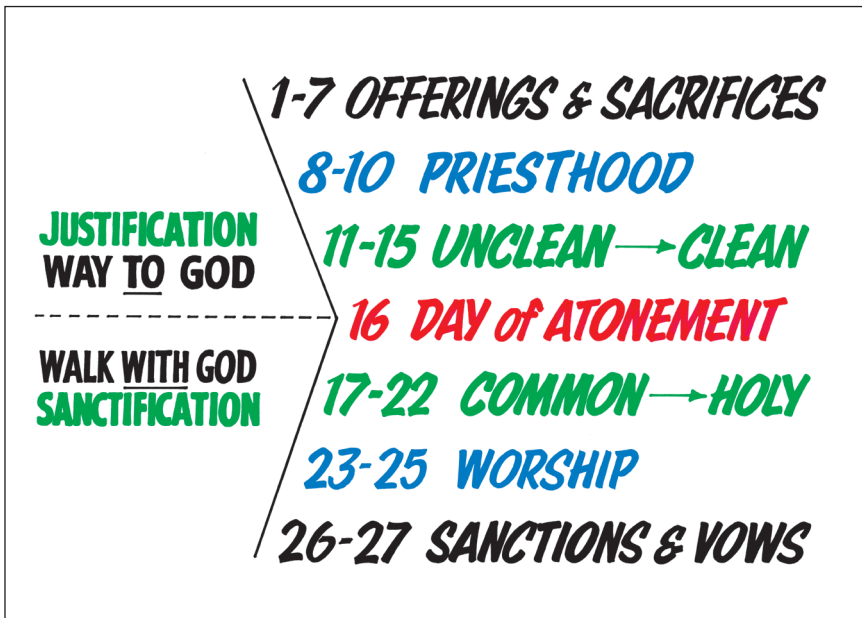 1-7 OFFERINGS & SACRIFICES
8-10 PRIESTHOOD
11-15 UNCLEAN → CLEAN
16 DAY of ATONEMENT
17-22 COMMON → HOLY
23-25 WORSHIP
26-27 SANCTIONS & VOWS
JUSTIFICATION
WAY TO GOD
WALK WITH GOD
SANCTIFICATION